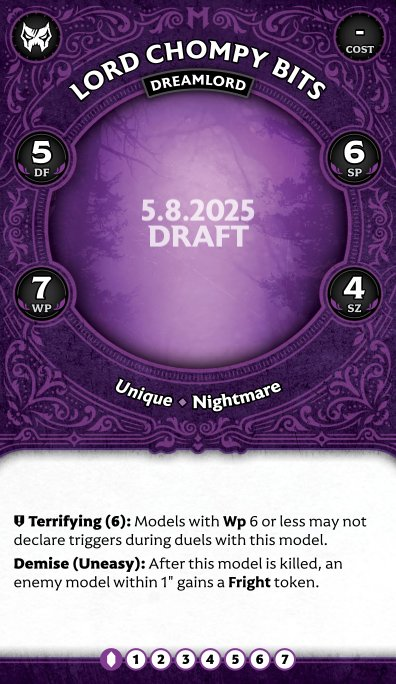 LORD CHOMPY BITS
-
COST
DREAMLORD
5
DF
6
SP
5.8.2025
DRAFT
7
WP
4
SZ
Unique ◆ Nightmare
Terrifying (6): Models with Wp 6 or less may not
declare triggers during duels with this model.
Demise (Uneasy): After this model is killed, an
enemy model within 1" gains a Fright token.
1 2 3 4 5 6 7